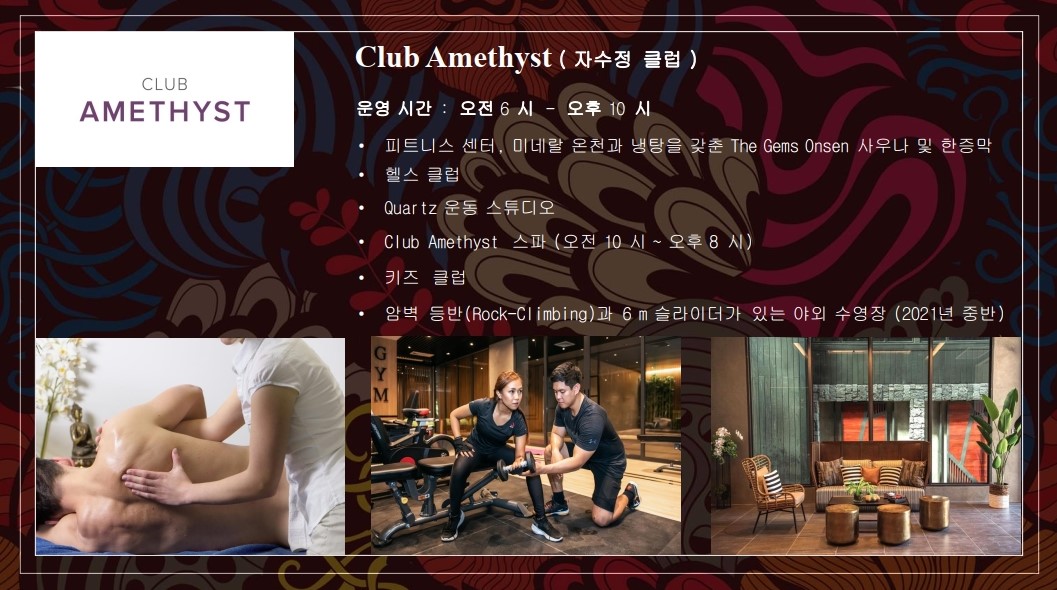 CLUB
AMETHYST
Club Amethyst ( 자수정 클럽 )
운영 시간 : 오전 6 시 - 오후 10 시
• 피트니스 센터, 미네랄 온천과 냉탕을 갖춘 The Gems Onsen 사우나 및 한증막
• 헬스 클럽
• Quartz 운동 스튜디오
• Club Amethyst 스파 (오전 10 시 ~ 오후 8 시)
• 키즈 클럽
• 암벽 등반(Rock-Climbing)과 6 m 슬라이더가 있는 야외 수영장 (2021년 중반)
GYM